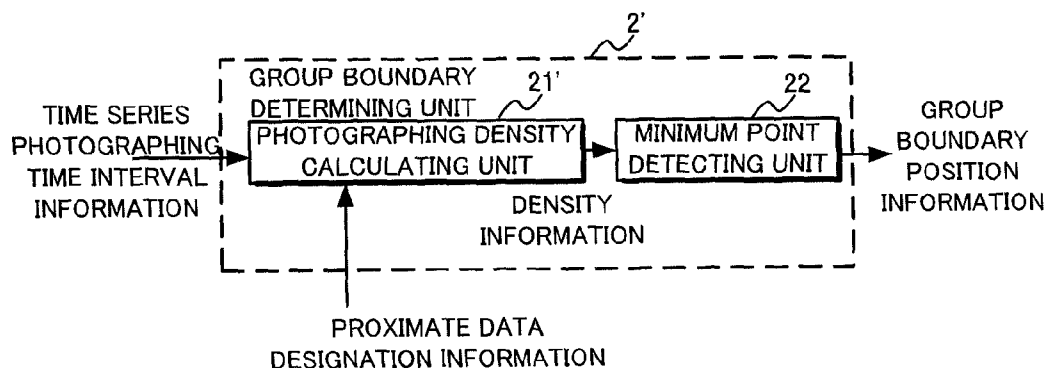 2'
GROUP BOUNDARY
DETERMINING UNIT
21'
22
TIME SERIES
PHOTOGRAPHING
TIME INTERVAL
INFORMATION
PHOTOGRAPHING DENSITY
CALCULATING UNIT
MINIMUM POINT
DETECTING UNIT
GROUP
BOUNDARY
POSITION
INFORMATION
DENSITY
INFORMATION
PROXIMATE DATA
DESIGNATION INFORMATION